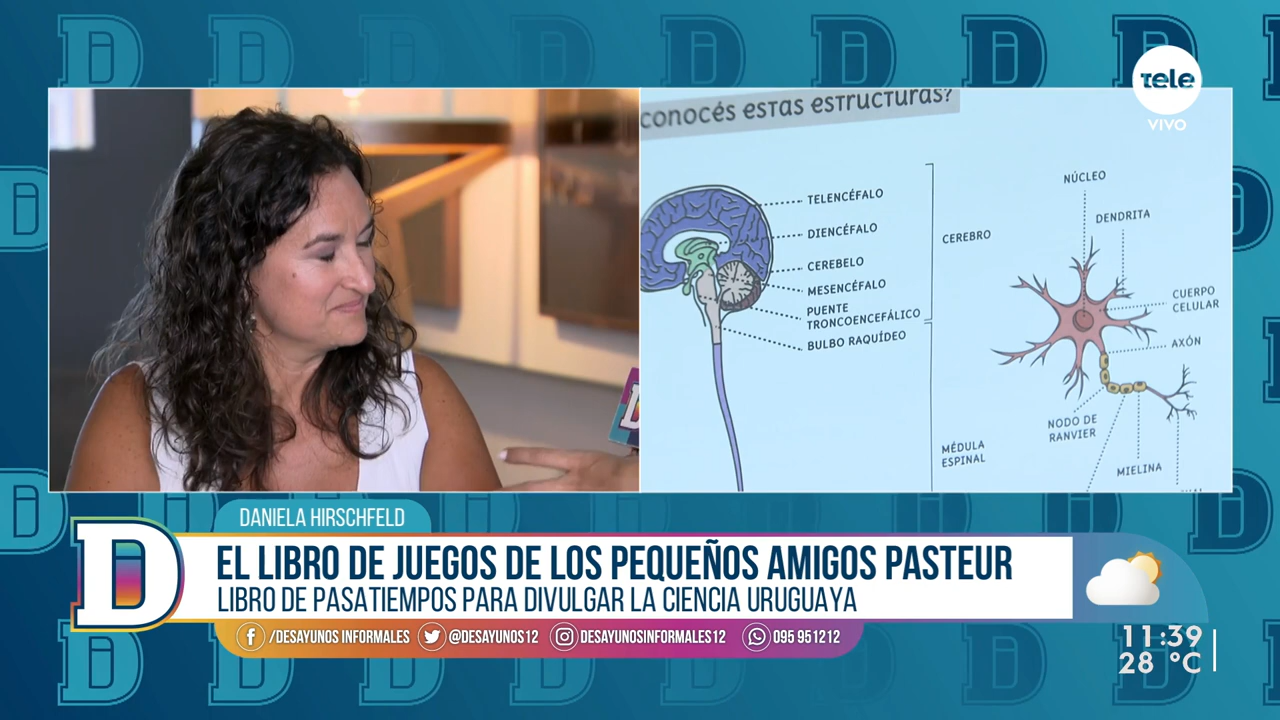 tele
VIVO
conocés estas estructuras?
TELENCÉFALO
DIENCÉFALO
CEREBELO
MESENCÉFALO
PUENTE
TRONCOENCEFÁLICO
BULBO RAQUÍDEO
CEREBRO
MÉDULA
ESPINAL
NÚCLEO
DENDRITA
CUERPO
CELULAR
AXÓN
NODO DE
RANVIER
MIELINA
D
DANIELA HIRSCHFELD
EL LIBRO DE JUEGOS DE LOS PEQUEÑOS AMIGOS PASTEUR
LIBRO DE PASATIEMPOS PARA DIVULGAR LA CIENCIA URUGUAYA
/DESAYUNOS INFORMALES @DESAYUNOS12 DESAYUNOSINFORMALES12 095 951212
11:39
28 °C